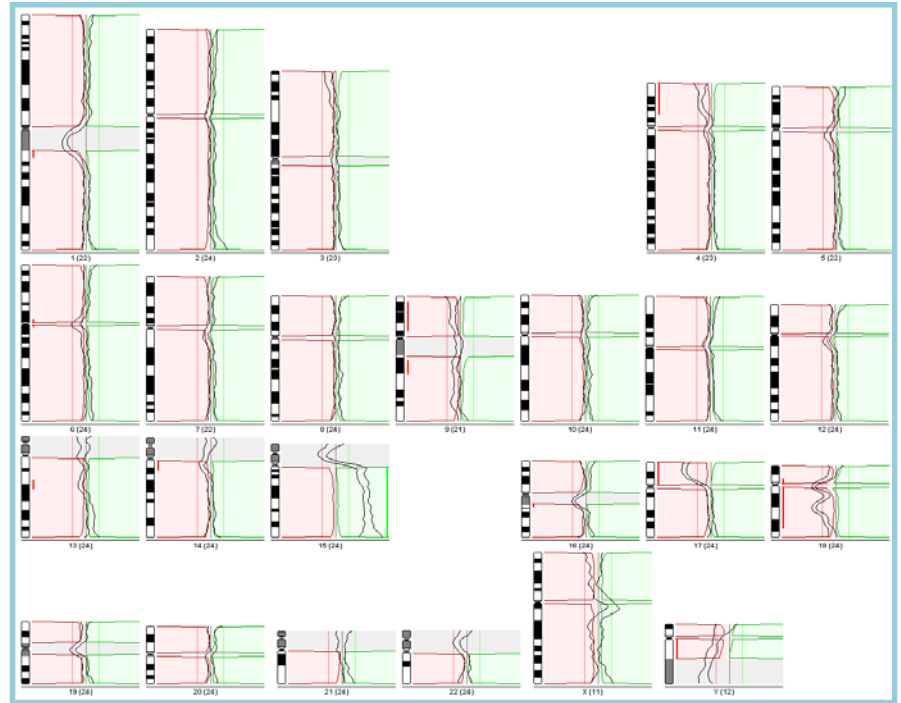 1 (22) 2 (24) 3 (23) 4 (23) 5 (22)
6 (24) 7 (22) 8 (24) 9 (21) 10 (24) 11 (24) 12 (24)
13 (24) 14 (24) 15 (24) 16 (24) 17 (24) 18 (24)
19 (24) 20 (24) 21 (24) 22 (24) X (11) Y (12)